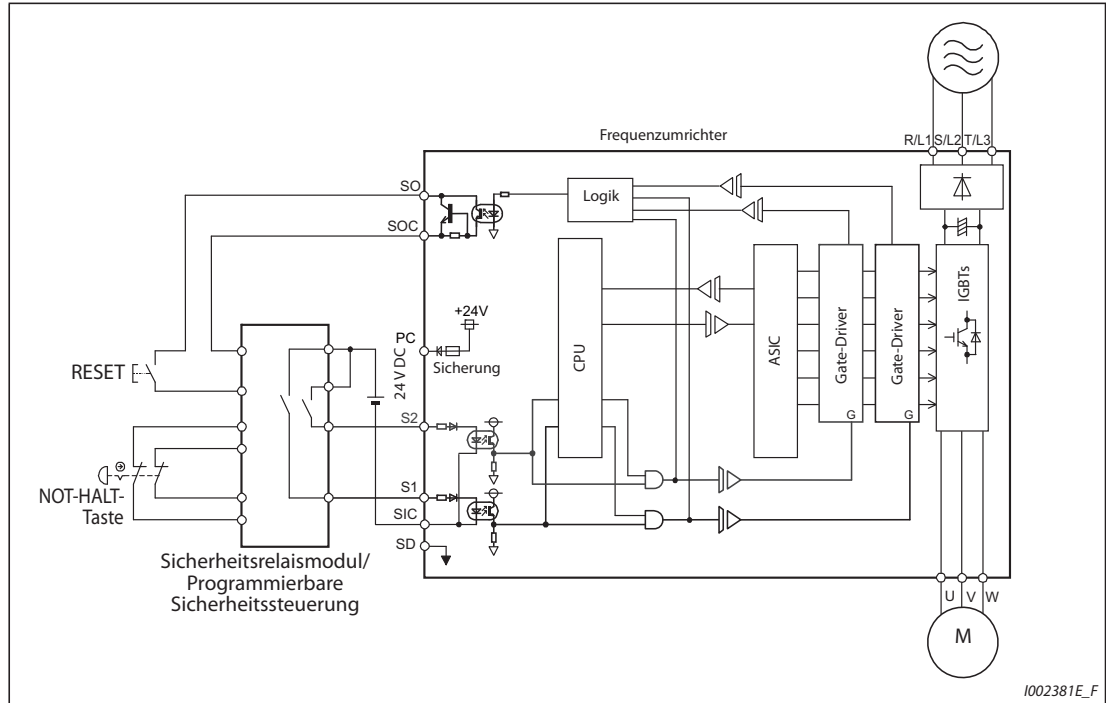 Frequenzumrichter
R/L1 S/L2 T/L3
SO
SOC
Logik
+24V
PC
Sicherung
24 V DC
CPU
ASIC
Gate-Driver
G
Gate-Driver
G
IGBTs
RESET
S2
S1
SIC
SD
NOT-HALT-
Taste
Sicherheitsrelaismodul/
Programmierbare
Sicherheitssteuerung
U V W
M
I002381E_F